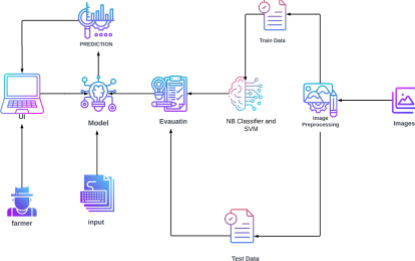 PREDICTION
Train Data
UI
Model
Evauatin
NB Classifier and
SVM
Image
Preprocessing
Images
farmer
input
Test Data